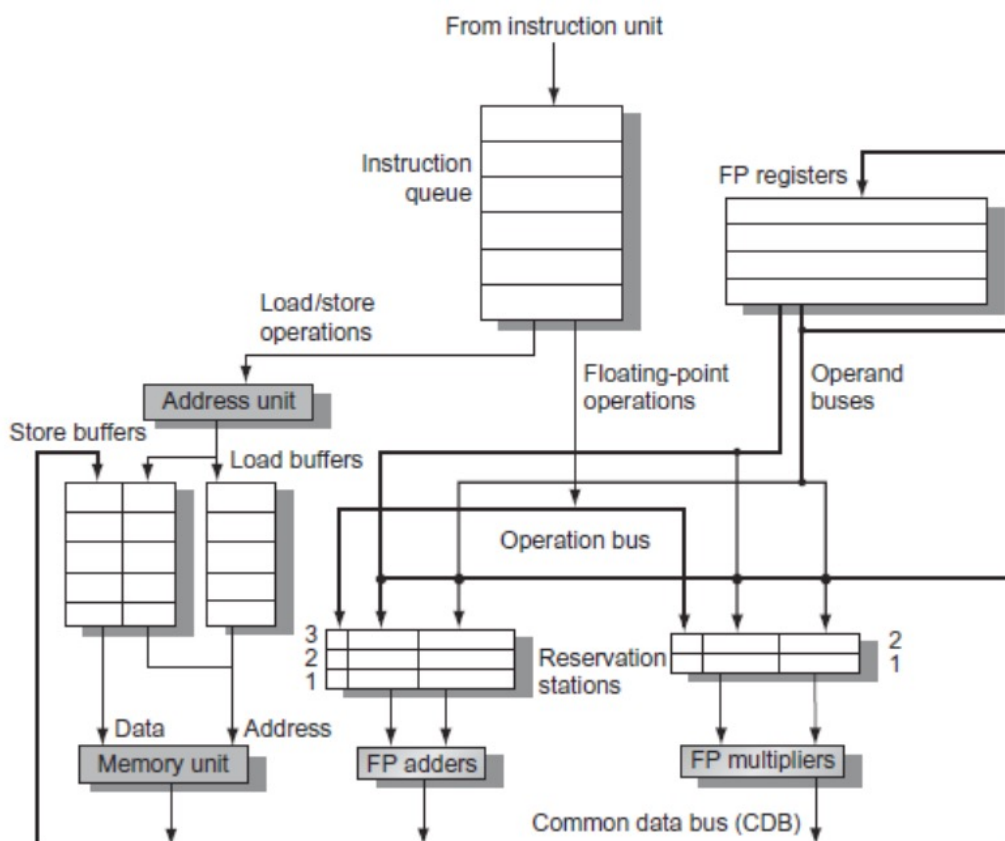 From instruction unit
Instruction
queue
FP registers
Load/store
operations
Address unit
Floating-point
operations
Operand
buses
Store buffers
Load buffers
Operation bus
3
2
1
Reservation
stations
2
1
Data
Address
Memory unit
FP adders
FP multipliers
Common data bus (CDB)